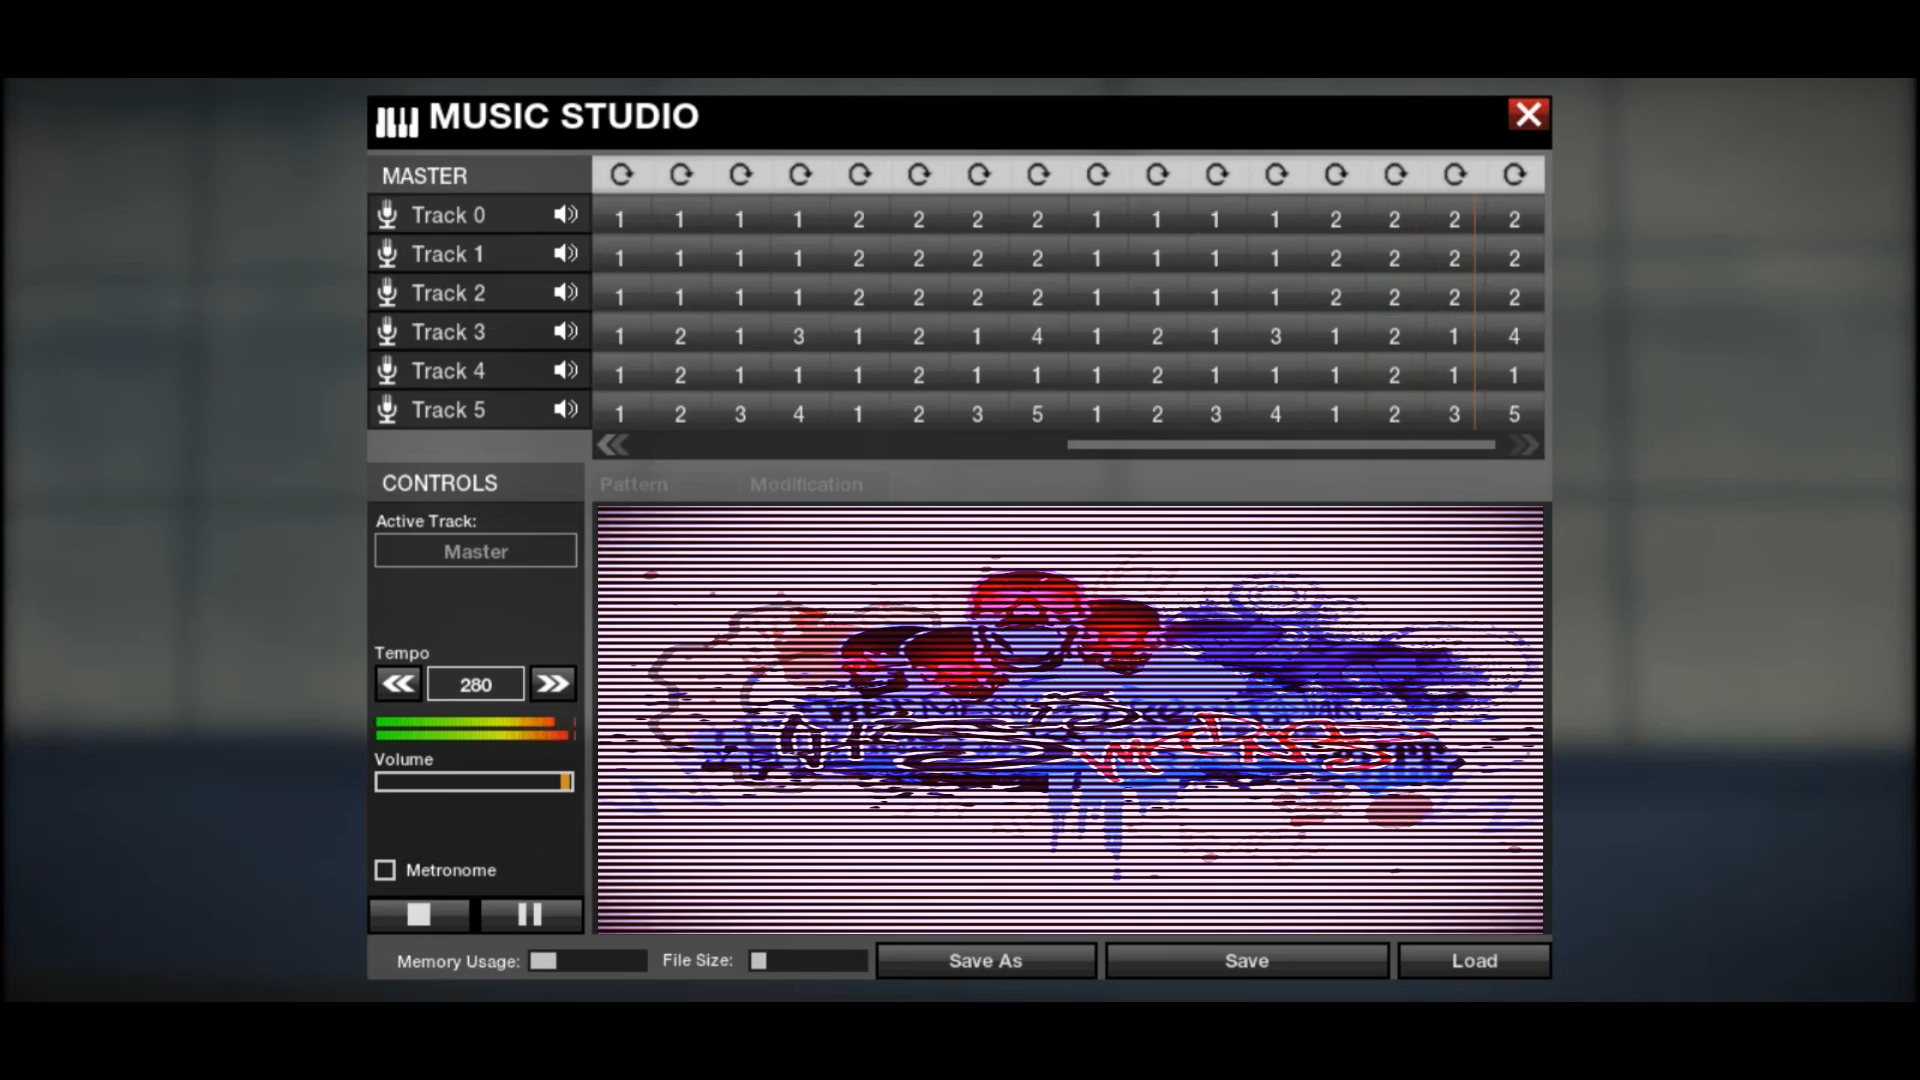 MUSIC STUDIO
MASTER
Track 0 1 1 1 1 2 2 2 2 1 1 1 1 2 2 2 2
Track 1 1 1 1 1 2 2 2 2 1 1 1 1 2 2 2 2
Track 2 1 1 1 1 2 2 2 2 1 1 1 1 2 2 2 2
Track 3 1 2 1 3 1 2 1 4 1 2 1 3 1 2 1 4
Track 4 1 2 1 1 1 2 1 1 1 2 1 1 1 2 1 1
Track 5 1 2 3 4 1 2 3 5 1 2 3 4 1 2 3 5
CONTROLS
Pattern Modification
Active Track:
Master
Tempo
280
Volume
Metronome
Memory Usage: File Size: Save As Save Load